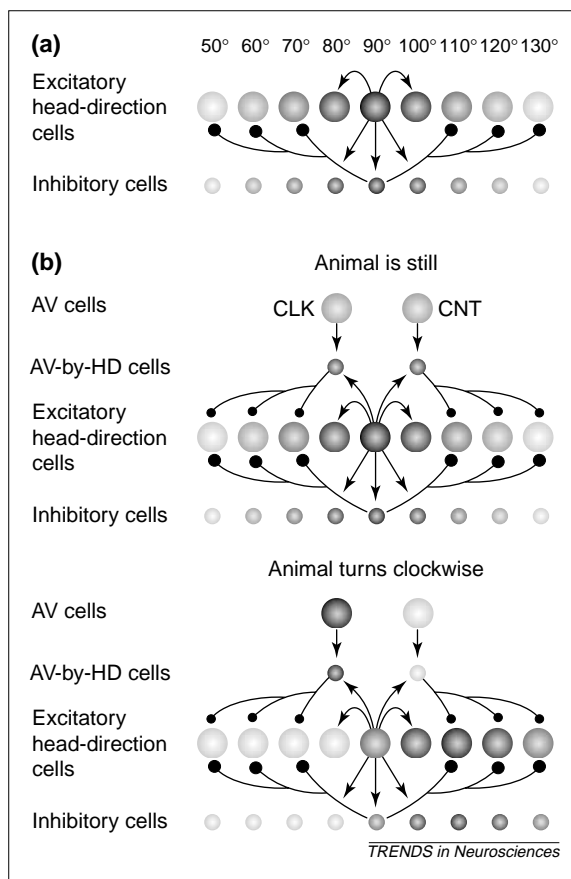 (a) 50° 60° 70° 80° 90° 100° 110° 120° 130°
Excitatory
head-direction
cells
Inhibitory cells
(b) Animal is still
AV cells CLK CNT
AV-by-HD cells
Excitatory
head-direction
cells
Inhibitory cells
Animal turns clockwise
AV cells
AV-by-HD cells
Excitatory
head-direction
cells
Inhibitory cells
TRENDS in Neurosciences